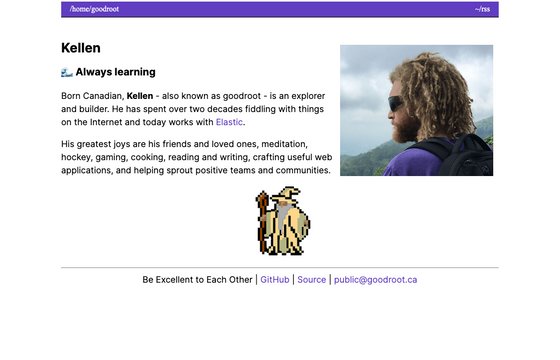 /home/goodroot
~/rss
Kellen
Always learning
Born Canadian, Kellen - also known as goodroot - is an explorer
and builder. He has spent over two decades fiddling with things
on the Internet and today works with Elastic.
His greatest joys are his friends and loved ones, meditation,
hockey, gaming, cooking, reading and writing, crafting useful web
applications, and helping sprout positive teams and communities.
Be Excellent to Each Other | GitHub | Source | public@goodroot.ca